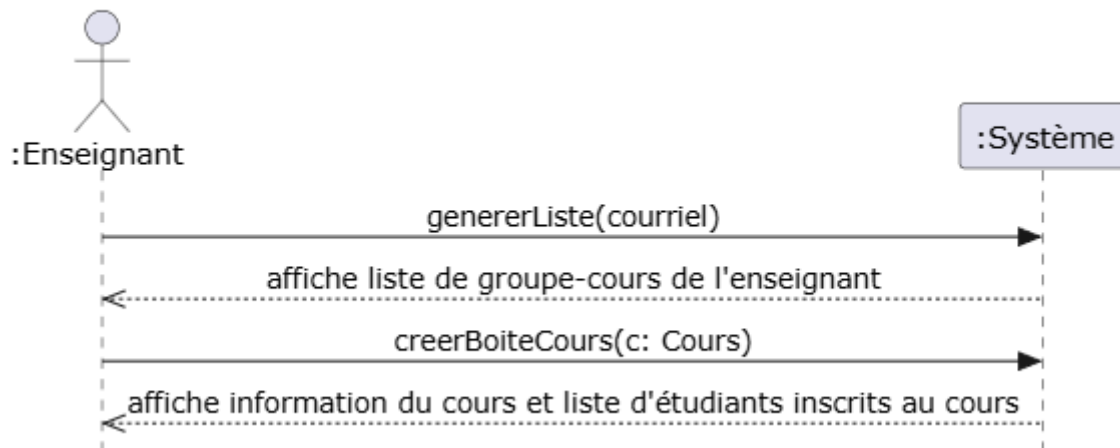 :Enseignant
:Système
genererListe(courriel)
affiche liste de groupe-cours de l'enseignant
creerBoiteCours(c: Cours)
affiche information du cours et liste d'étudiants inscrits au cours